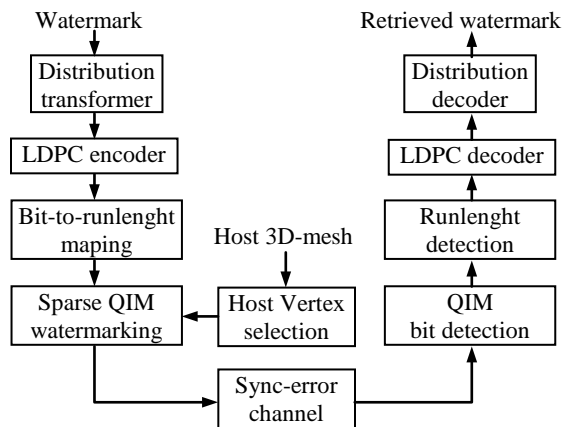 Watermark
Distribution
transformer
LDPC encoder
Bit-to-runlenght
maping
Sparse QIM
watermarking
Host 3D-mesh
Host Vertex
selection
Sync-error
channel
QIM
bit detection
Runlenght
detection
LDPC decoder
Distribution
decoder
Retrieved watermark